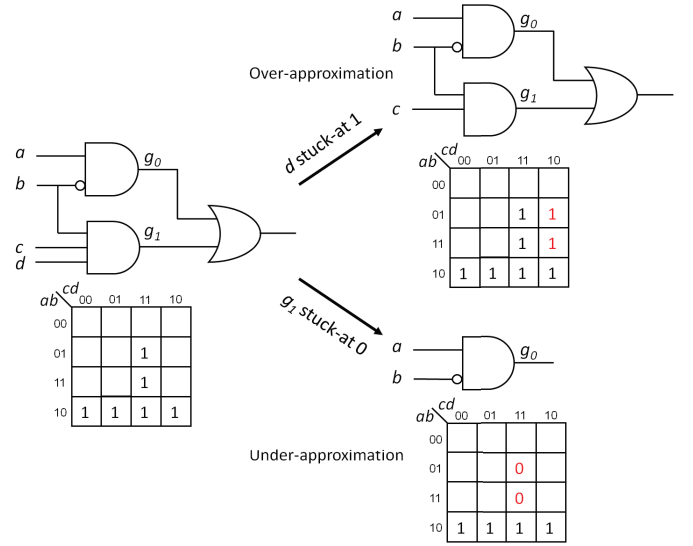 a
b
g0
Over-approximation
c
g1
d stuck-at 1
cd
ab 00 01 11 10
00
01 1 1
11 1 1
10 1 1 1 1
a
b
g0
c
d
g1
cd
ab 00 01 11 10
00
01 1
11 1
10 1 1 1 1
g1 stuck-at 0
a
b
g0
Under-approximation
cd
ab 00 01 11 10
00
01 0
11 0
10 1 1 1 1